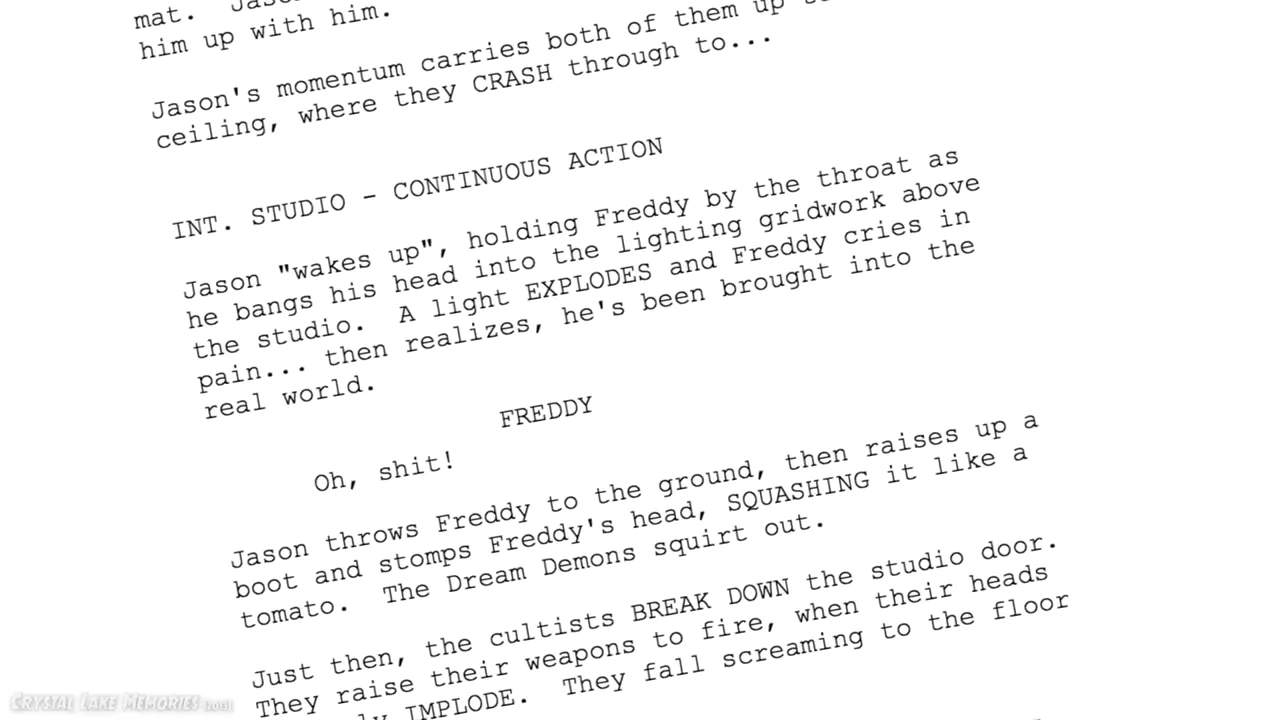 mat.
him up with him.
Jason's momentum carries both of them up
ceiling, where they CRASH through to...
INT. STUDIO - CONTINUOUS ACTION
Jason "wakes up", holding Freddy by the throat as
he bangs his head into the lighting gridwork above
the studio. A light EXPLODES and Freddy cries in
pain... then realizes, he's been brought into the
real world.
FREDDY
Oh, shit!
Jason throws Freddy to the ground, then raises up a
boot and stomps Freddy's head, SQUASHING it like a
tomato. The Dream Demons squirt out.
Just then, the cultists BREAK DOWN the studio door.
They raise their weapons to fire, when their heads
IMPLODE. They fall screaming to the floor
CRYSTAL LAKE MEMORIES (2013)